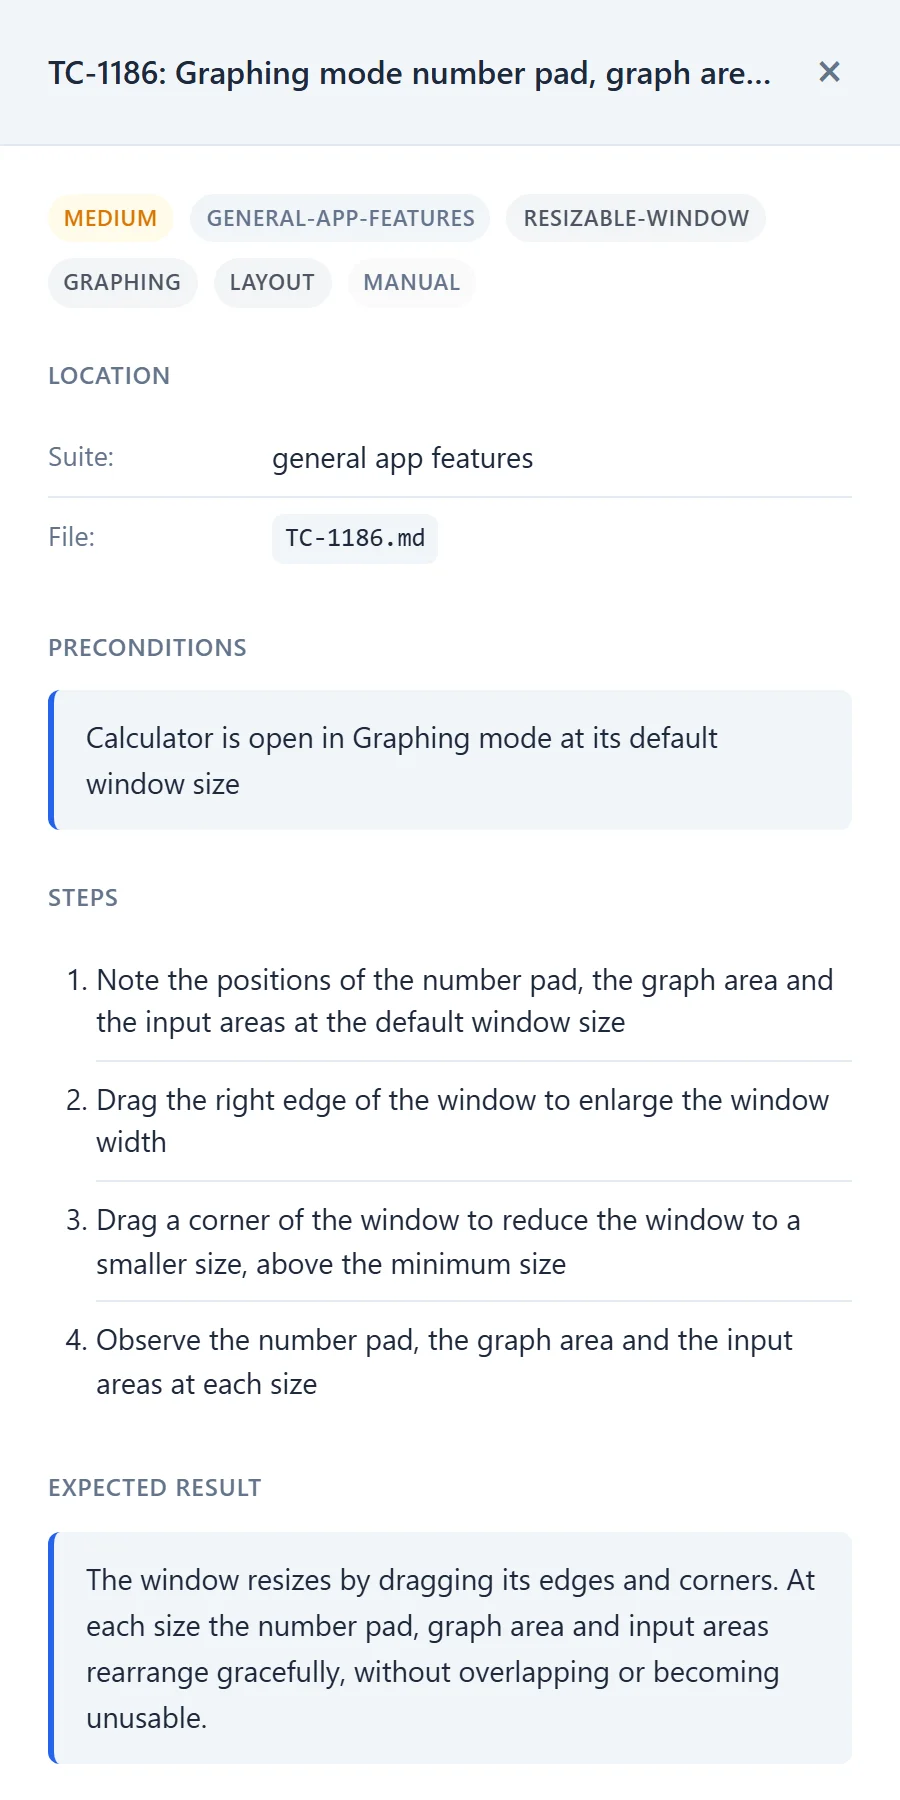 TC-1186: Graphing mode number pad, graph are...
×
MEDIUM
GENERAL-APP-FEATURES
RESIZABLE-WINDOW
GRAPHING
LAYOUT
MANUAL
LOCATION
Suite:
general app features
File:
TC-1186.md
PRECONDITIONS
Calculator is open in Graphing mode at its default
window size
STEPS
1. Note the positions of the number pad, the graph area and
the input areas at the default window size
2. Drag the right edge of the window to enlarge the window
width
3. Drag a corner of the window to reduce the window to a
smaller size, above the minimum size
4. Observe the number pad, the graph area and the input
areas at each size
EXPECTED RESULT
The window resizes by dragging its edges and corners. At
each size the number pad, graph area and input areas
rearrange gracefully, without overlapping or becoming
unusable.